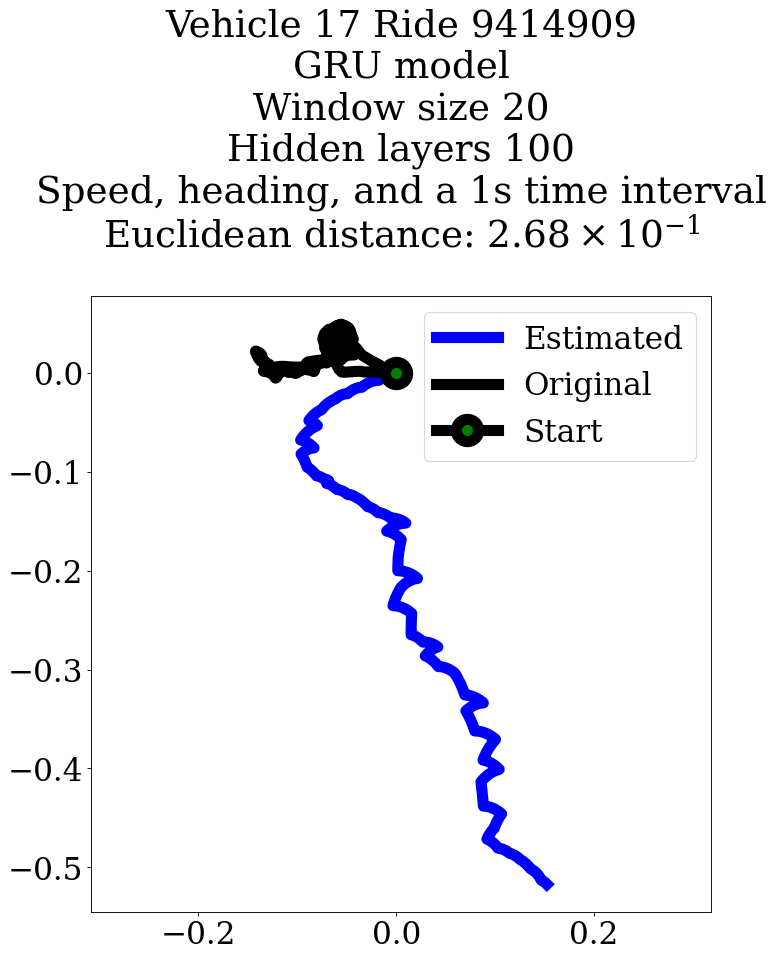 Vehicle 17 Ride 9414909
GRU model
Window size 20
Hidden layers 100
Speed, heading, and a 1s time interval
Euclidean distance: 2.68 × 10⁻¹
Estimated
Original
Start
0.0
−0.1
−0.2
−0.3
−0.4
−0.5
−0.2
0.0
0.2